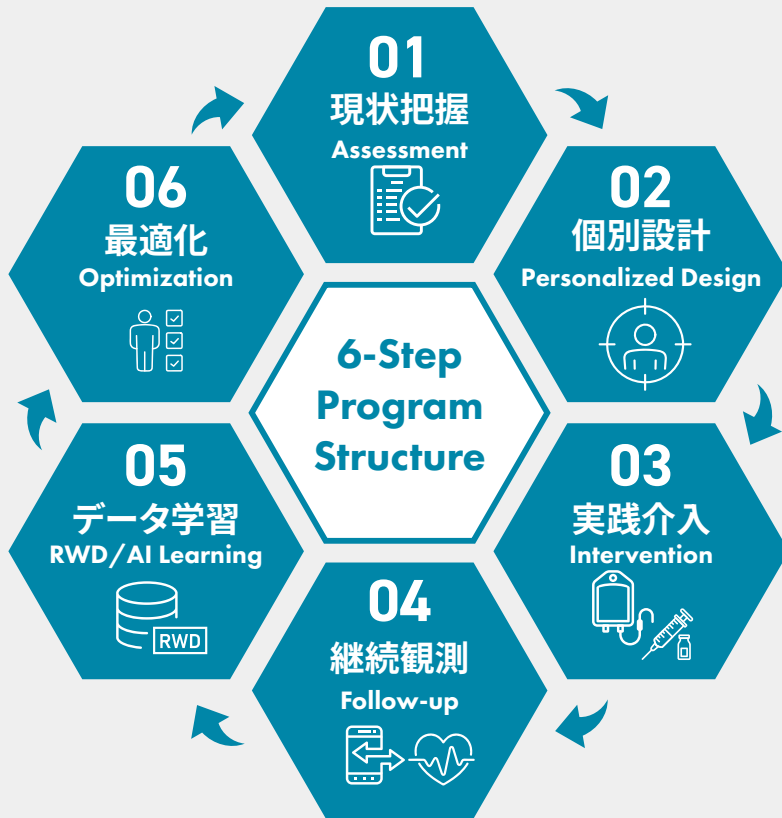 01
現状把握
Assessment
02
個別設計
Personalized Design
03
実践介入
Intervention
04
継続観測
Follow-up
05
データ学習
RWD/AI Learning
RWD
06
最適化
Optimization
6-Step
Program
Structure